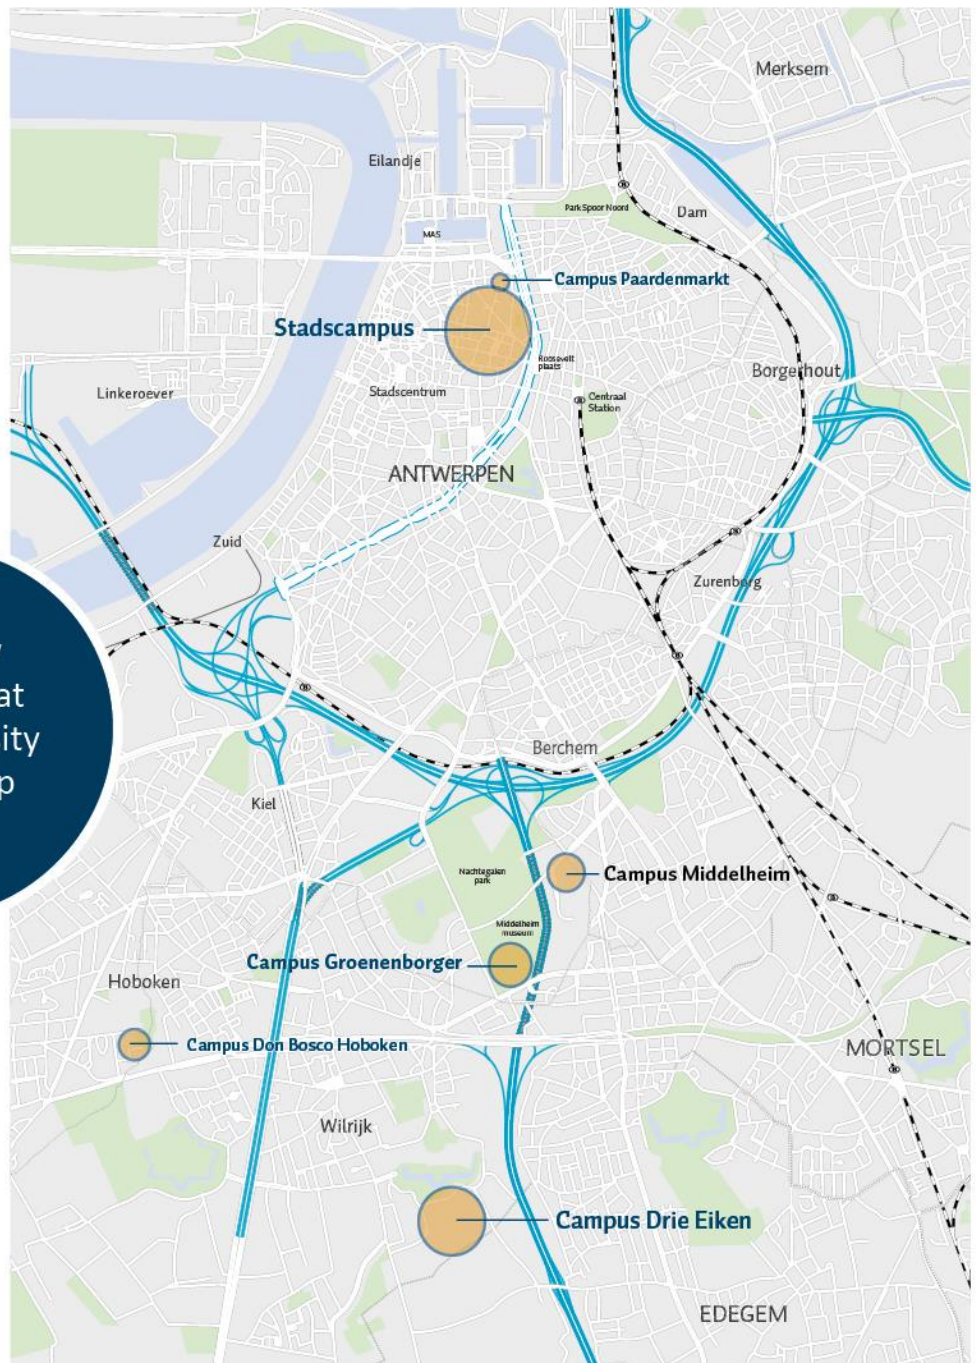 Merksem
Eilandje
Park Spoor Noord
Dam
MAS
Campus Paardenmarkt
Stadscampus
Roosevelt
plaats
Borgerhout
Linkeroever
Stadscentrum
Centraal
Station
ANTWERPEN
Zuid
Zurenborg
at
ity
p
Berchem
Kiel
Nachtegalen
park
Campus Middelheim
Middelheim
museum
Campus Groenenborger
Hoboken
Campus Don Bosco Hoboken
MORTSEL
Wilrijk
Campus Drie Eiken
EDEGEM